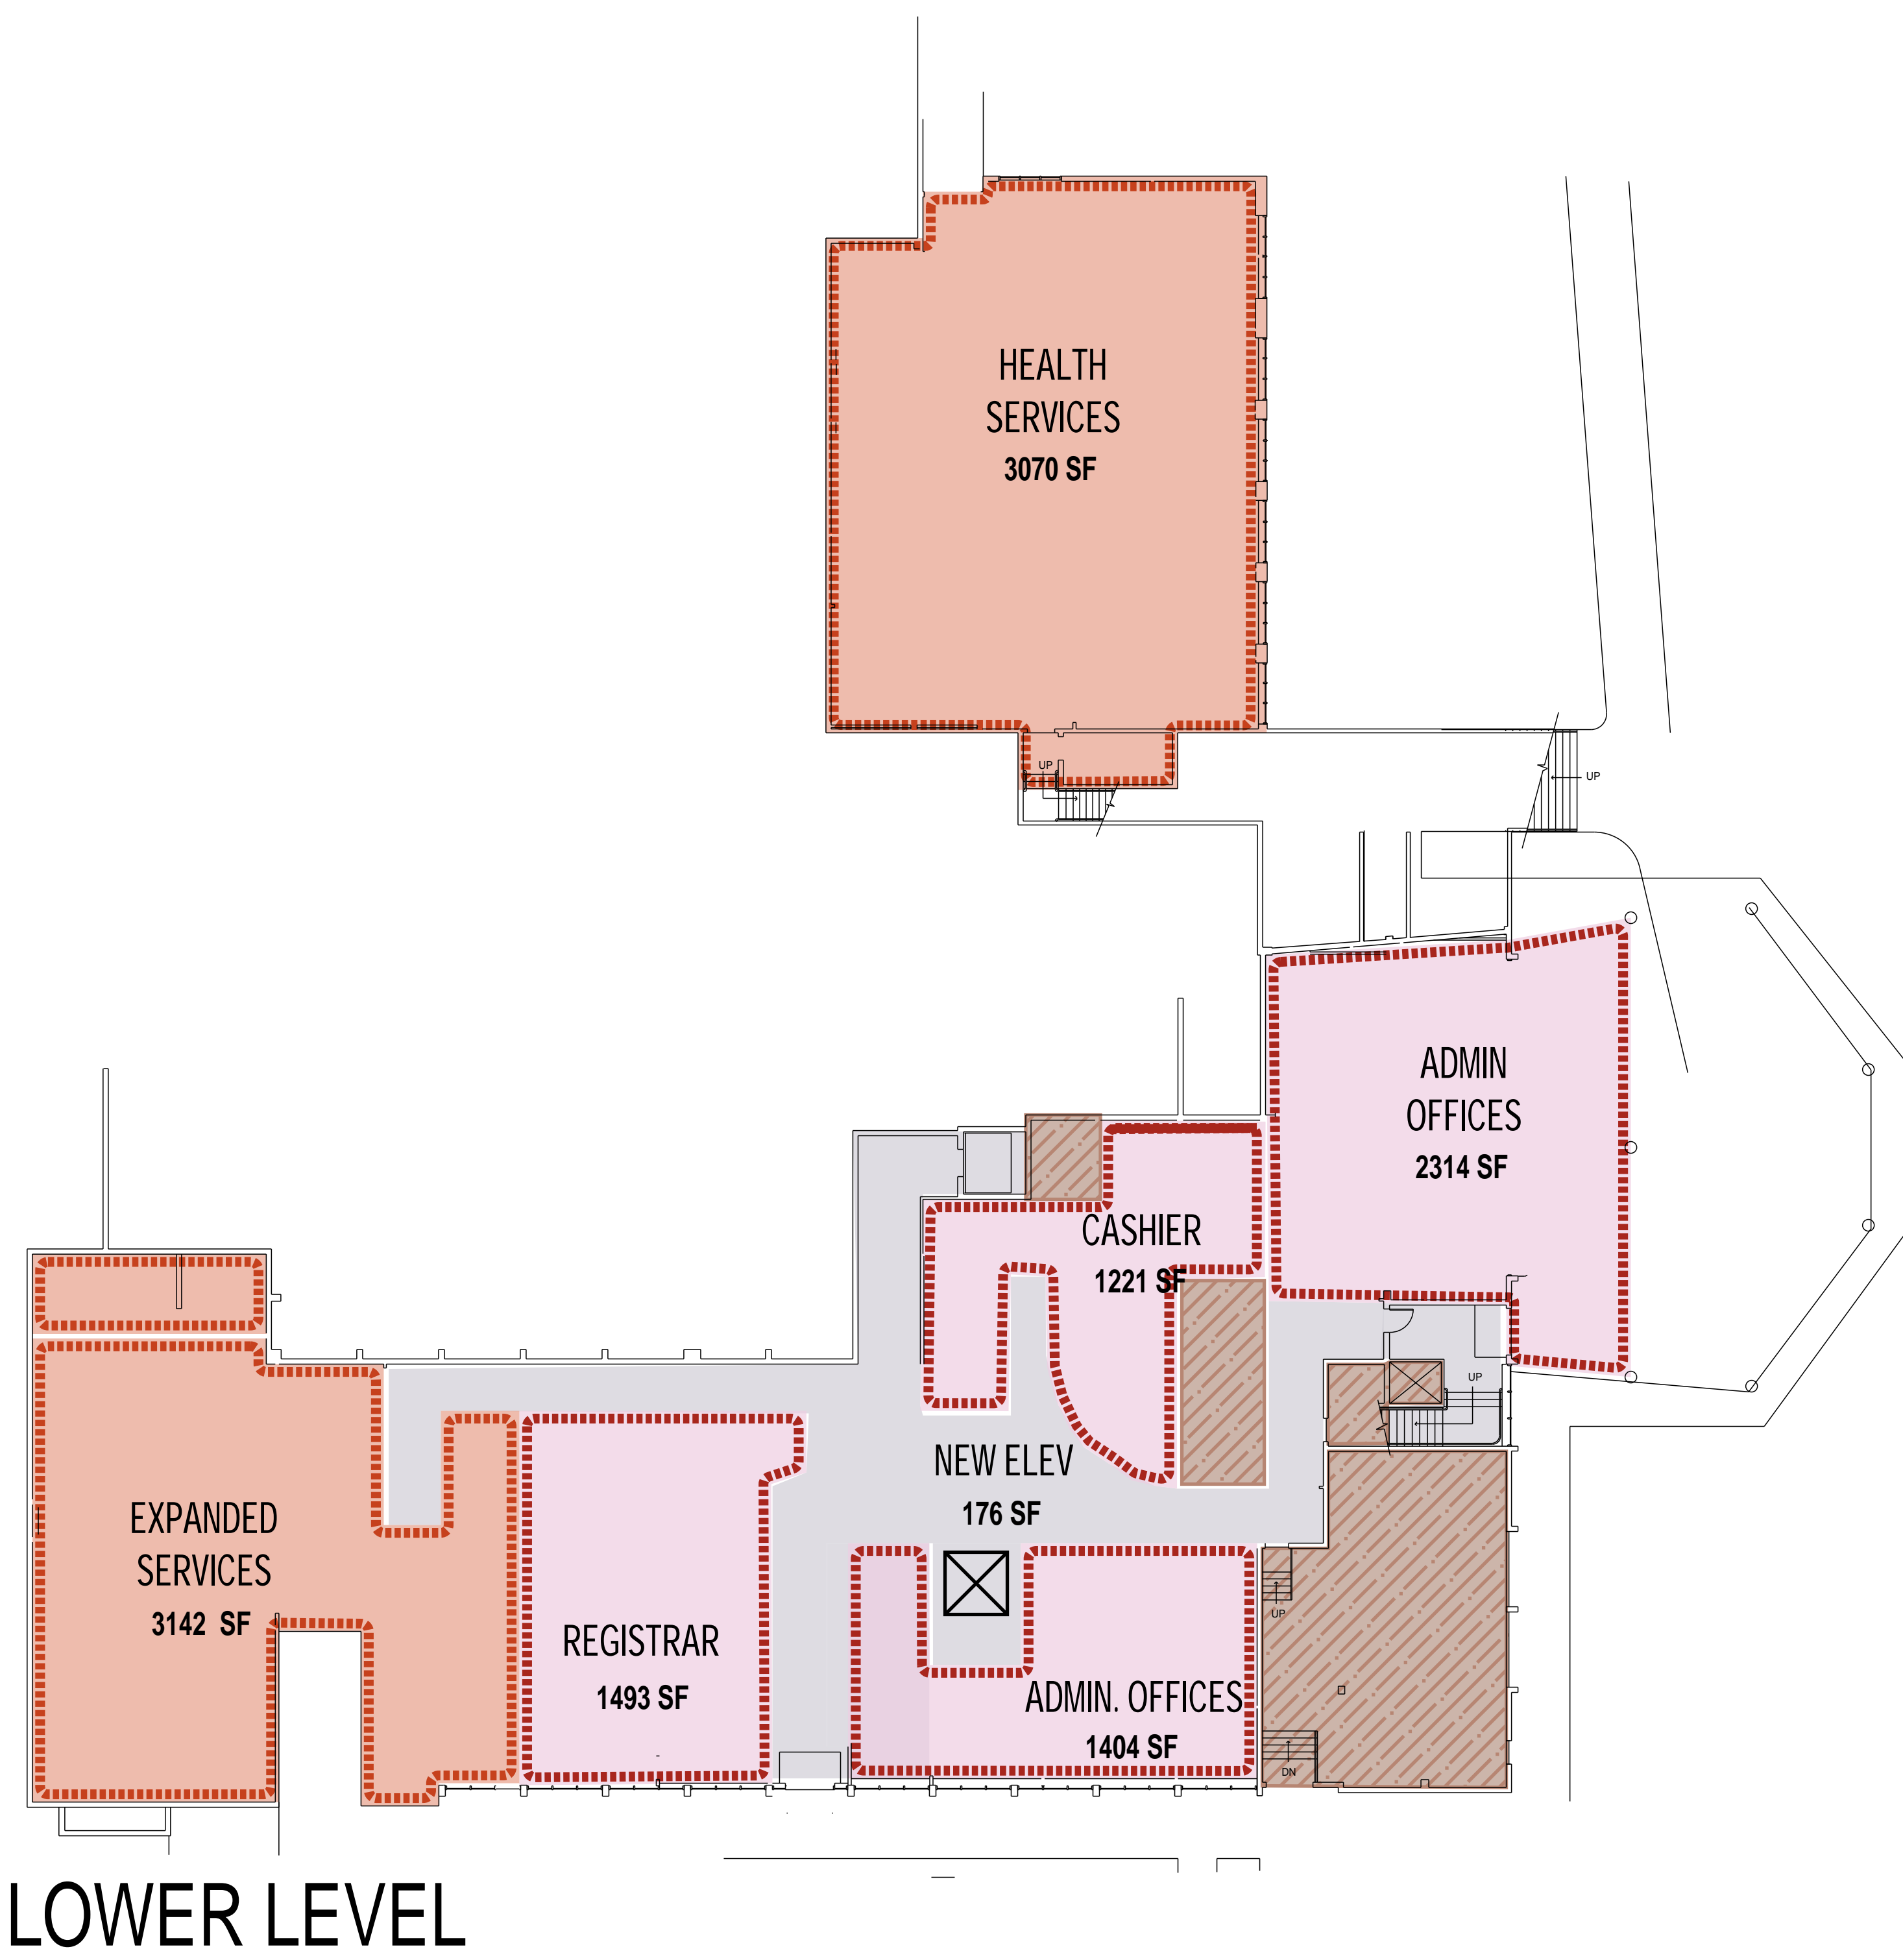 HEALTH
SERVICES
3070 SF
UP
UP
ADMIN
OFFICES
2314 SF
CASHIER
1221 SF
UP
NEW ELEV
176 SF
EXPANDED
SERVICES
3142 SF
UP
REGISTRAR
1493 SF
ADMIN. OFFICES
1404 SF
DN
LOWER LEVEL